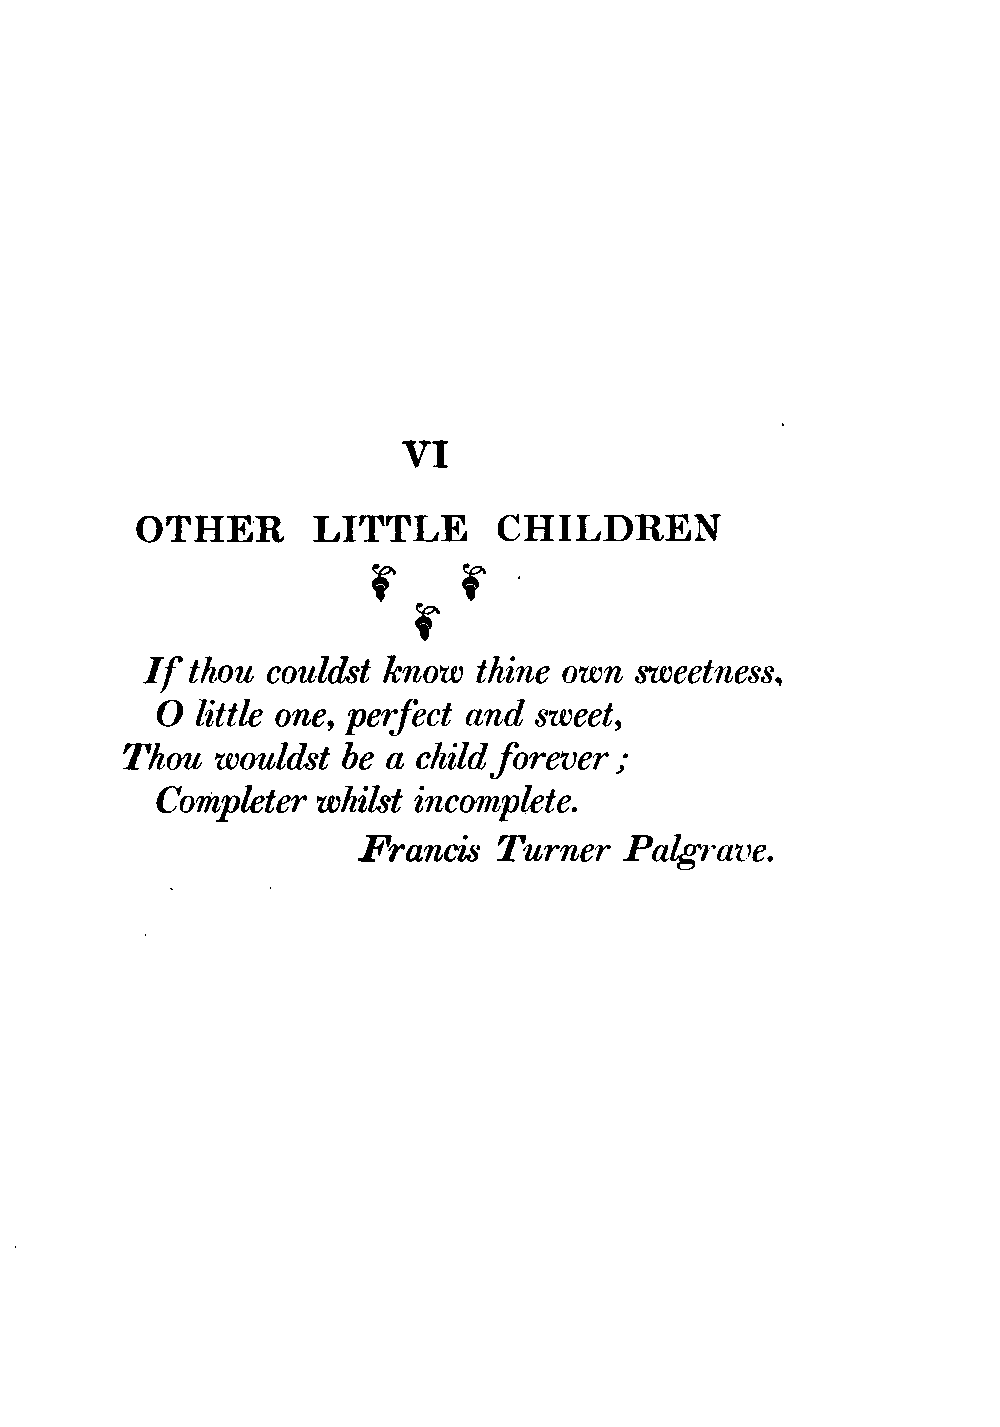 VI
OTHER LITTLE CHILDREN
If thou couldst know thine own sweetness,
O little one, perfect and sweet,
Thou wouldst be a child forever;
Completer whilst incomplete.
Francis Turner Palgrave.